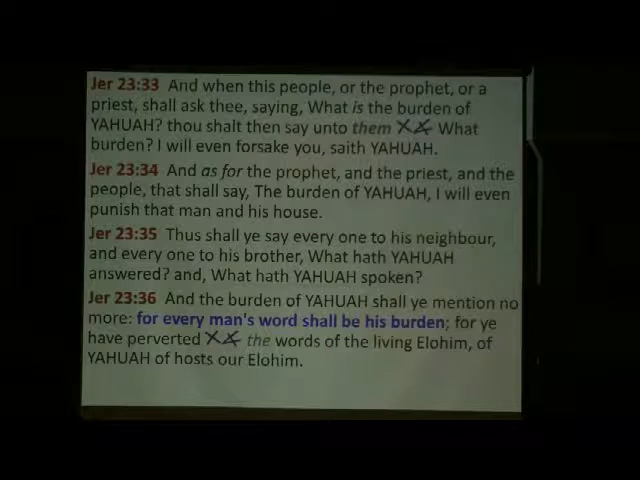 Jer 23:33 And when this people, or the prophet, or a
priest, shall ask thee, saying, What is the burden of
YAHUAH? thou shalt then say unto them What
burden? I will even forsake you, saith YAHUAH.
Jer 23:34 And as for the prophet, and the priest, and the
people, that shall say, The burden of YAHUAH, I will even
punish that man and his house.
Jer 23:35 Thus shall ye say every one to his neighbour,
and every one to his brother, What hath YAHUAH
answered? and, What hath YAHUAH spoken?
Jer 23:36 And the burden of YAHUAH shall ye mention no
more: for every man's word shall be his burden; for ye
have perverted the words of the living Elohim, of
YAHUAH of hosts our Elohim.